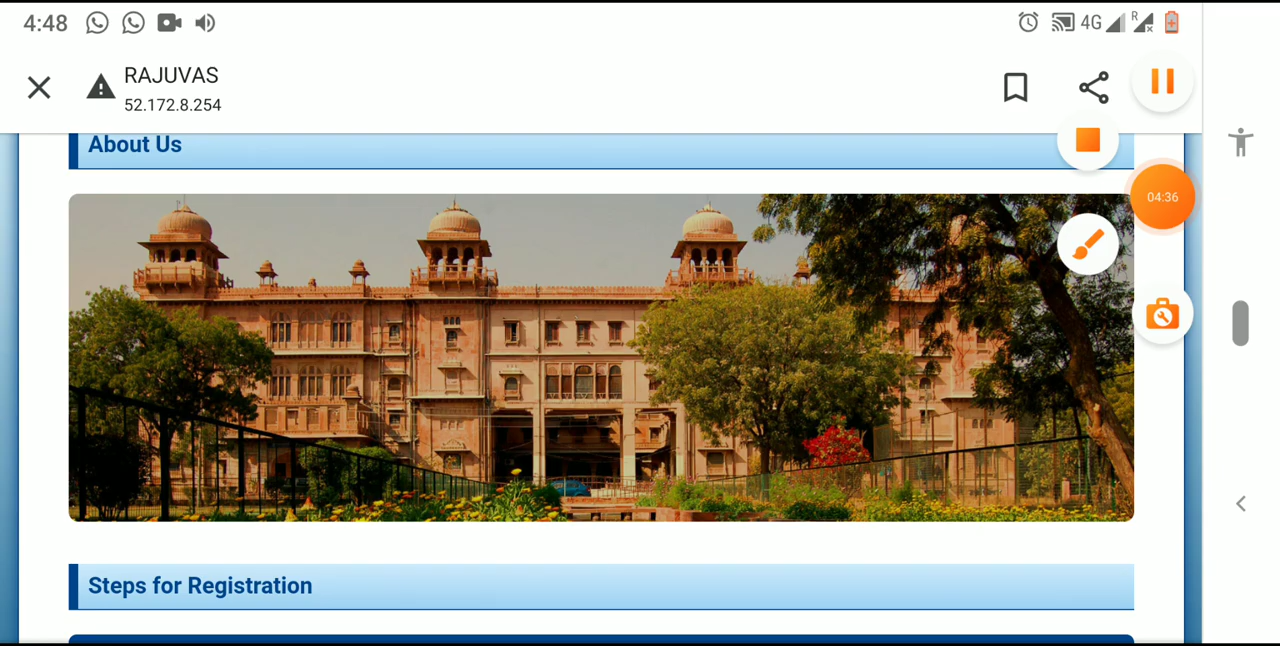 4:48
4G
R
RAJUVAS
52.172.8.254
About Us
04:36
Steps for Registration